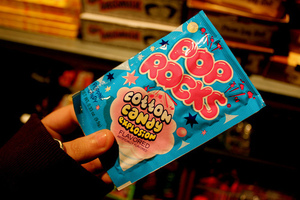 POP
ROCKS
COTTON
CANDY
EXPLOSION
FLAVORED